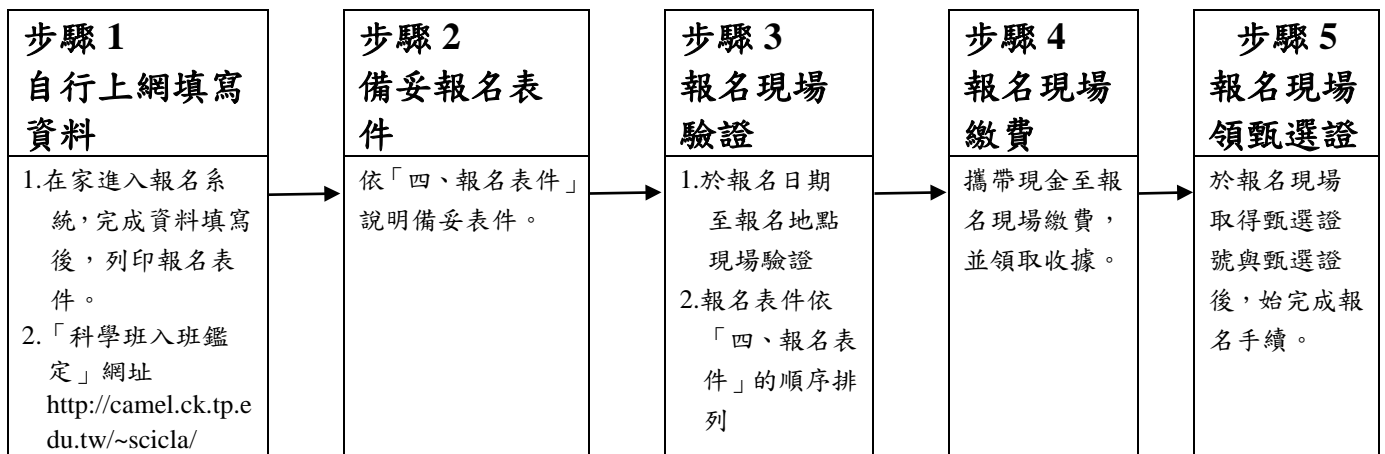 步驟 1
自行上網填寫
資料
1.在家進入報名系
統，完成資料填寫
後，列印報名表
件。
2.「科學班入班鑑
定」網址
http://camel.ck.tp.e
du.tw/~scicla/
步驟 2
備妥報名表
件
依「四、報名表件」
說明備妥表件。
步驟 3
報名現場
驗證
1.於報名日期
至報名地點
現場驗證
2.報名表件依
「四、報名表
件」的順序排
列
步驟 4
報名現場
繳費
攜帶現金至報
名現場繳費，
並領取收據。
步驟 5
報名現場
領甄選證
於報名現場
取得甄選證
號與甄選證
後，始完成報
名手續。